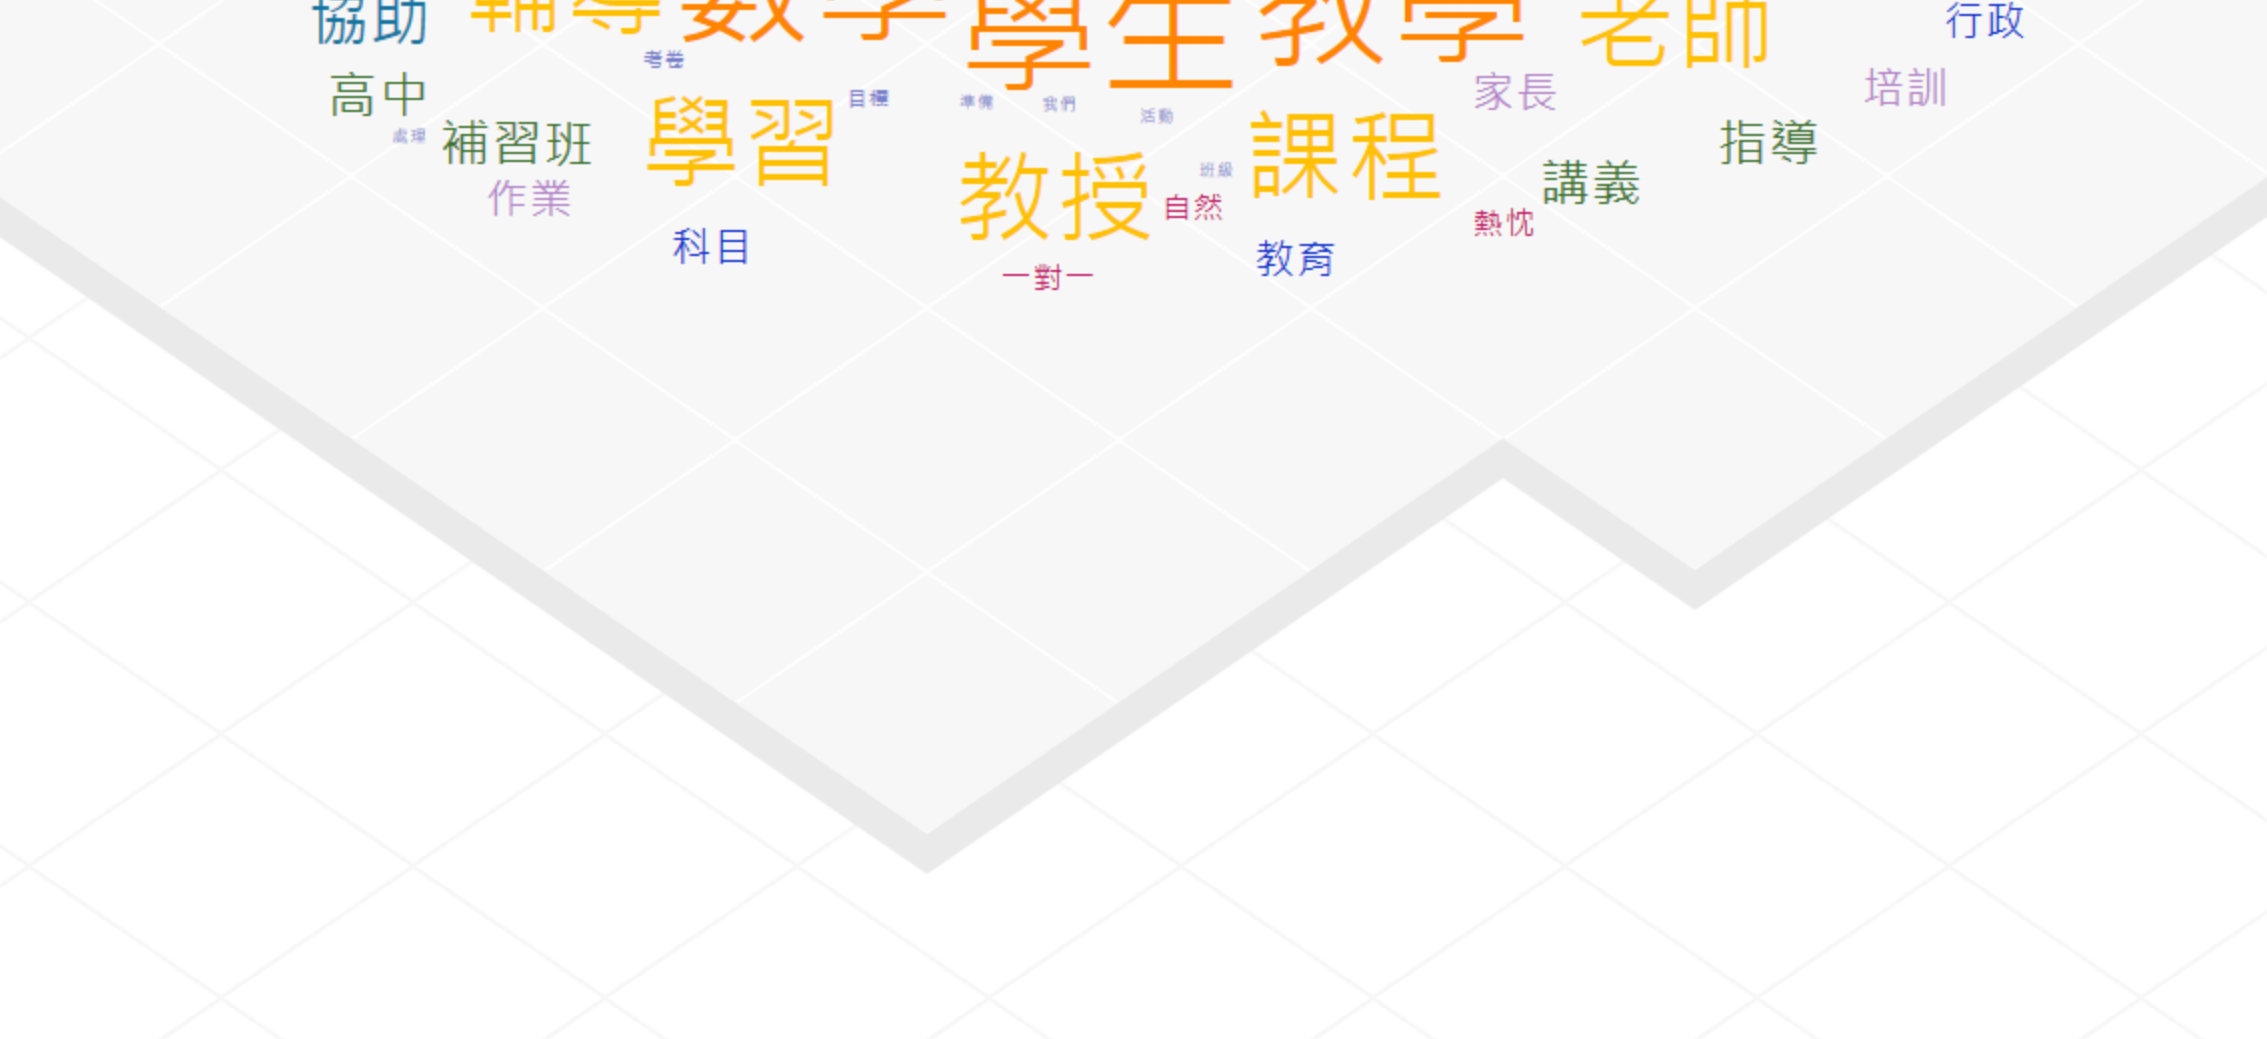 協助
輔導
數學
學生
教學
老師
行政
考卷
高中
目標
準備
我們
活動
家長
培訓
處理
補習班
學習
課程
指導
作業
教授
班級
自然
講義
熱忱
科目
教育
一對一